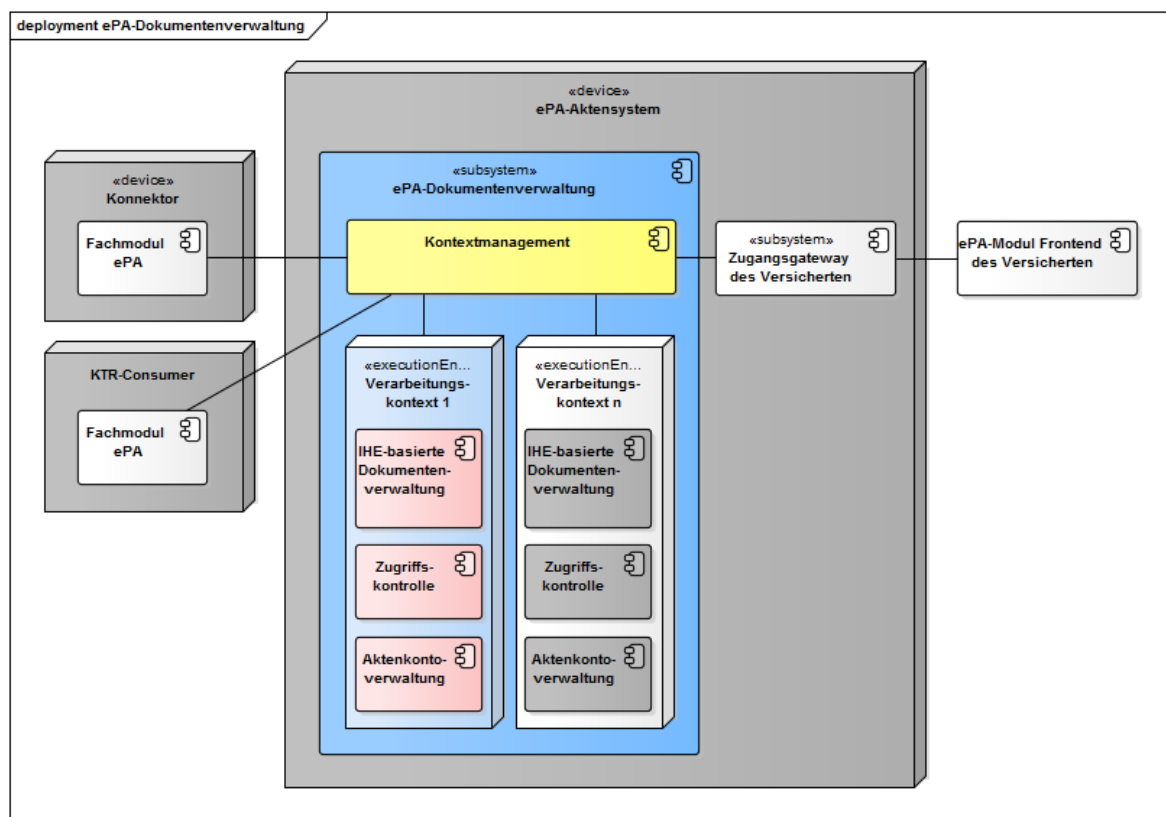 deployment ePA-Dokumentenverwaltung
«device»
ePA-Aktensystem
«device»
Konnektor
Fachmodul
ePA
KTR-Consumer
Fachmodul
ePA
«subsystem»
ePA-Dokumentenverwaltung
Kontextmanagement
«subsystem»
Zugangsgateway
des Versicherten
ePA-Modul Frontend
des Versicherten
«executionEn...
Verarbeitungs-
kontext 1
IHE-basierte
Dokumenten-
verwaltung
Zugriffs-
kontrolle
Aktenkonto-
verwaltung
«executionEn...
Verarbeitungs-
kontext n
IHE-basierte
Dokumenten-
verwaltung
Zugriffs-
kontrolle
Aktenkonto-
verwaltung